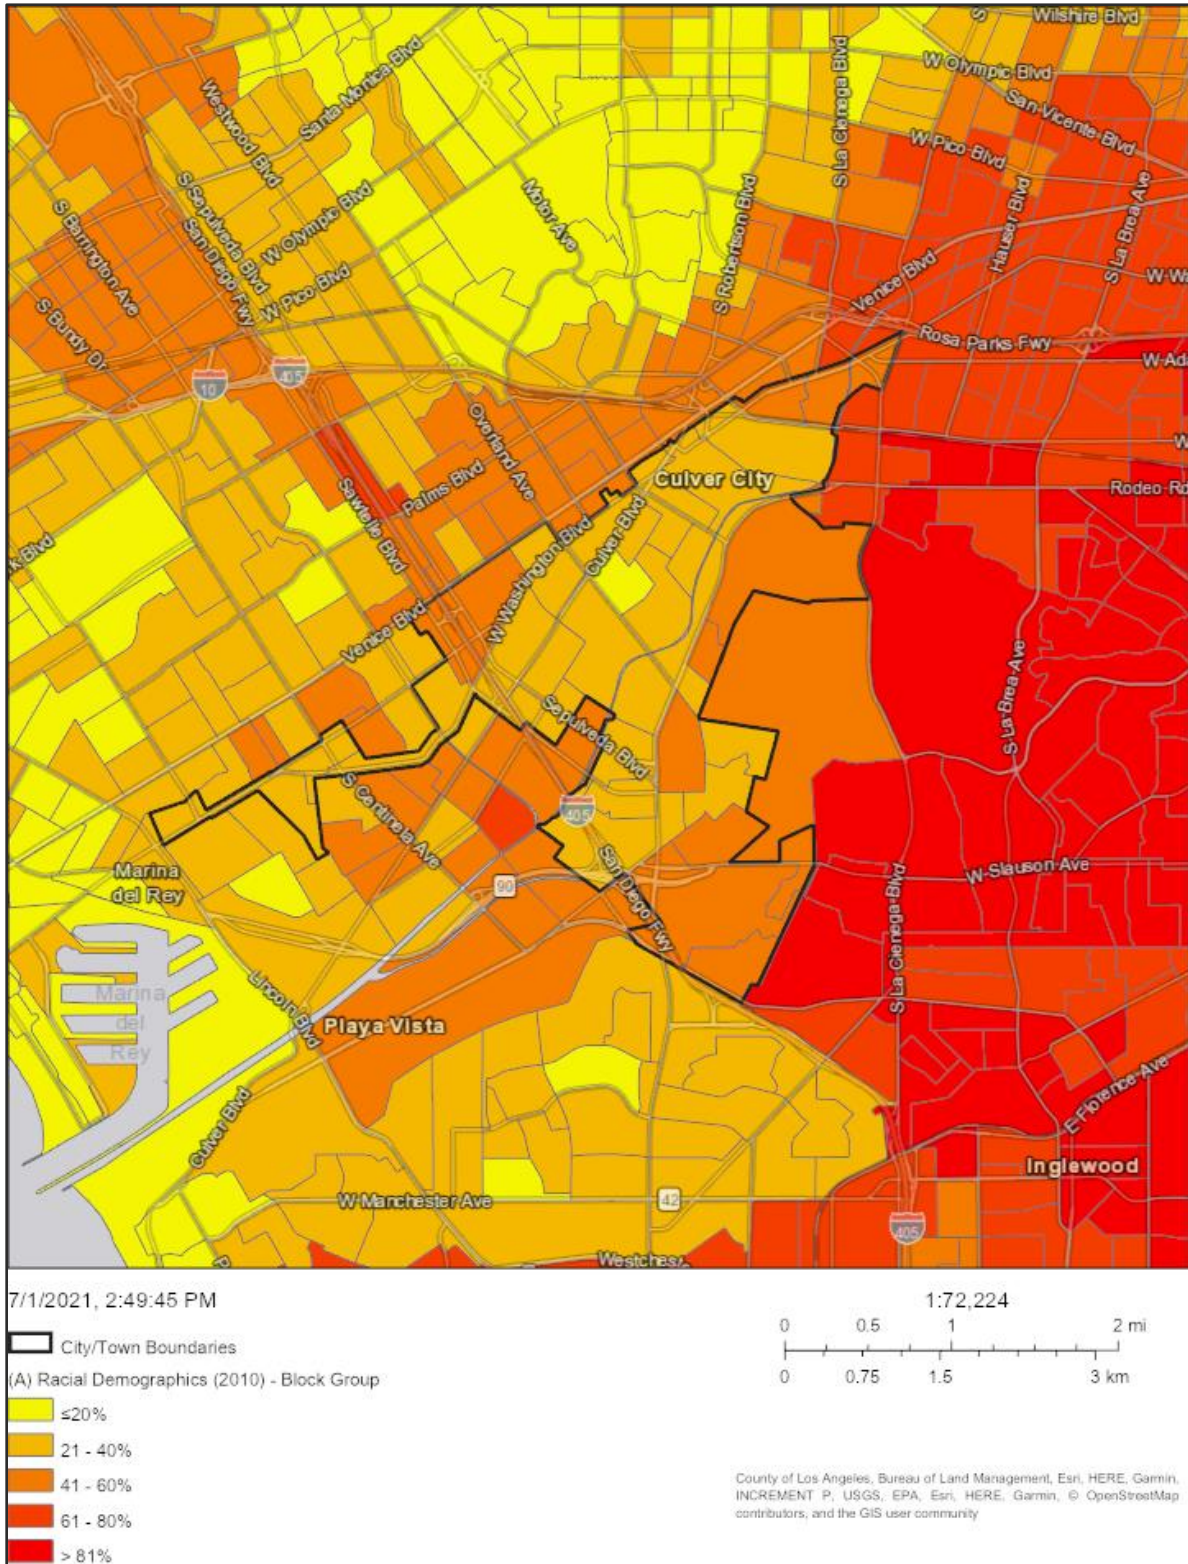 Wilshire Blvd
S
W Olympic Blvd
San Vicente Blvd
Santa Monica Blvd
Westwood Blvd
S La Cienega Blvd
W Pico Blvd
Motor Ave
S Barrington Ave
S Sepulveda Blvd
San Diego Fwy
W Olympic Blvd
S Robertson Blvd
Hauser Blvd
S La Brea Ave
W Pico Blvd
Venice Blvd
W Wa
S Bundy Dr
Rosa Parks Fwy
W Ada
10
405
Overland Ave
W
Palms Blvd
Culver City
Rodeo Rd
Sawtelle Blvd
k Blvd
Culver Blvd
W Washington Blvd
Venice Blvd
S La Brea Ave
Sepulveda Blvd
S Centinela Ave
405
Marina
del Rey
90
San Diego Fwy
W Slauson Ave
S La Cienega Blvd
Marina
del
Rey
Lincoln Blvd
Playa Vista
Culver Blvd
E Florence Ave
Inglewood
W Manchester Ave
42
405
Westches
7/1/2021, 2:49:45 PM
City/Town Boundaries
(A) Racial Demographics (2010) - Block Group
≤20%
21 - 40%
41 - 60%
61 - 80%
> 81%
1:72,224
0 0.5 1 2 mi
0 0.75 1.5 3 km
County of Los Angeles, Bureau of Land Management, Esri, HERE, Garmin,
INCREMENT P, USGS, EPA, Esri, HERE, Garmin, © OpenStreetMap
contributors, and the GIS user community